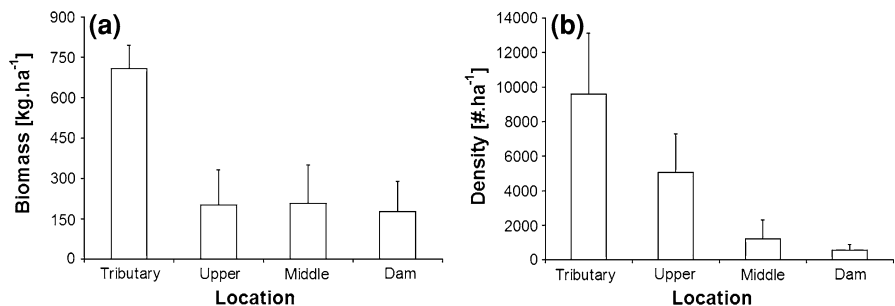 (a)
Biomass [kg.ha⁻¹]
900
750
600
450
300
150
0
Tributary Upper Middle Dam
Location
(b)
Density [#.ha⁻¹]
14000
12000
10000
8000
6000
4000
2000
0
Tributary Upper Middle Dam
Location